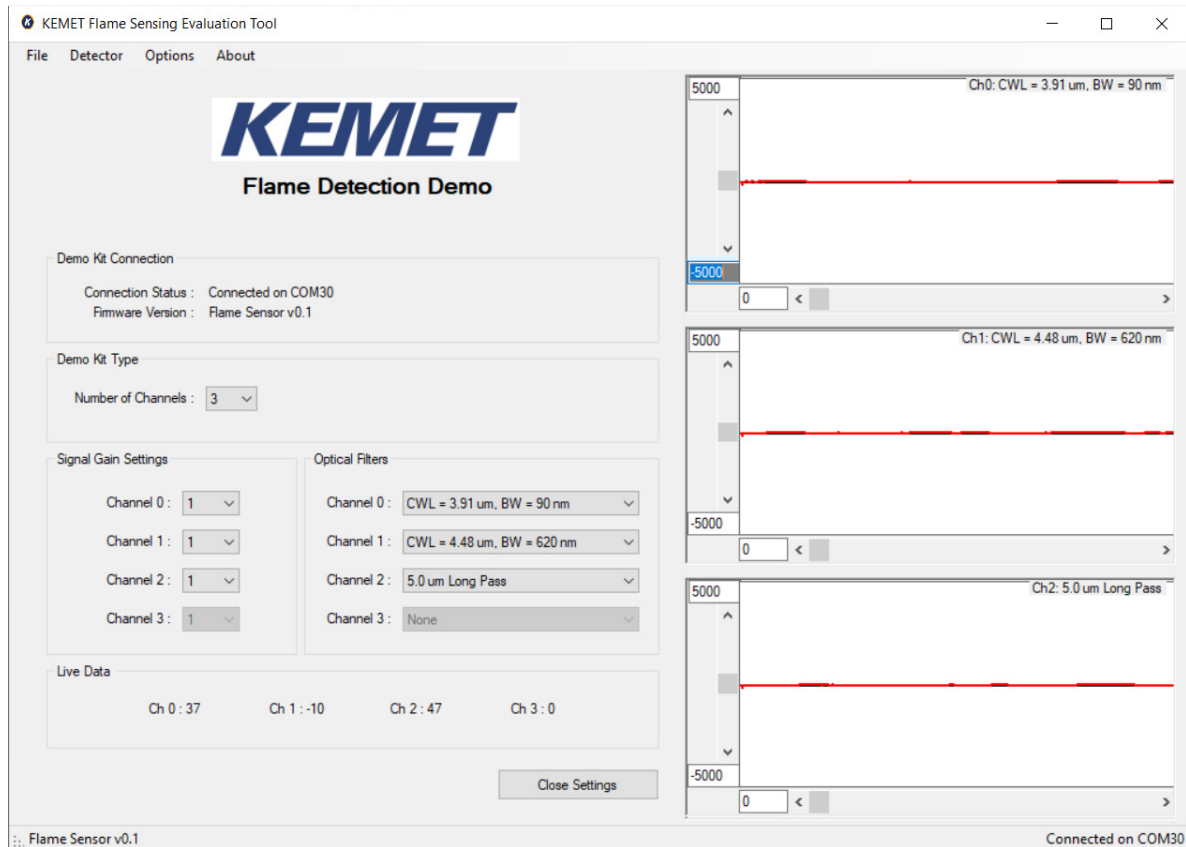 KEMET Flame Sensing Evaluation Tool
File Detector Options About
KEMET
Flame Detection Demo
Demo Kit Connection
Connection Status : Connected on COM30
Firmware Version : Flame Sensor v0.1
Demo Kit Type
Number of Channels : 3
Signal Gain Settings
Channel 0 : 1
Channel 1 : 1
Channel 2 : 1
Channel 3 : 1
Optical Filters
Channel 0 : CWL = 3.91 um, BW = 90 nm
Channel 1 : CWL = 4.48 um, BW = 620 nm
Channel 2 : 5.0 um Long Pass
Channel 3 : None
Live Data
Ch 0 : 37 Ch 1 : -10 Ch 2 : 47 Ch 3 : 0
Close Settings
5000
Ch0: CWL = 3.91 um, BW = 90 nm
-5000
0
5000
Ch1: CWL = 4.48 um, BW = 620 nm
-5000
0
5000
Ch2: 5.0 um Long Pass
-5000
0
Flame Sensor v0.1
Connected on COM30